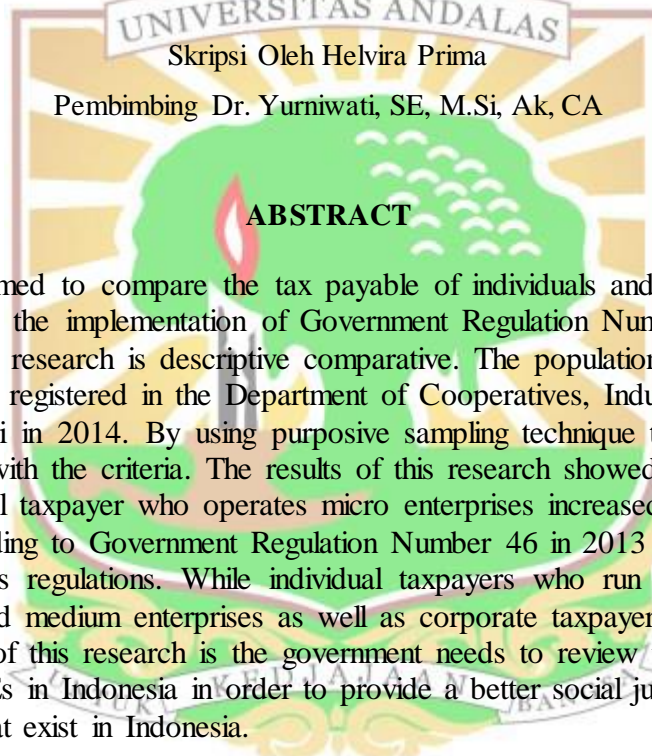 UNIVERSITAS ANDALAS
Skripsi Oleh Helvira Prima
Pembimbing Dr. Yurniwati, SE, M.Si, Ak, CA
ABSTRACT
to compare the tax payable of individuals and
the implementation of Government Regulation
research is descriptive comparative. The population
registered in the Department of Cooperatives,
in 2014. By using purposive sampling technique
with the criteria. The results of this research showed
taxpayer who operates micro enterprises increased
to Government Regulation Number 46 in 2013
regulations. While individual taxpayers who run
medium enterprises as well as corporate taxpayer
of this research is the government needs to review
in Indonesia in order to provide a better social
exist in Indonesia.
UNTUK KEDJAJAAN BANGSA